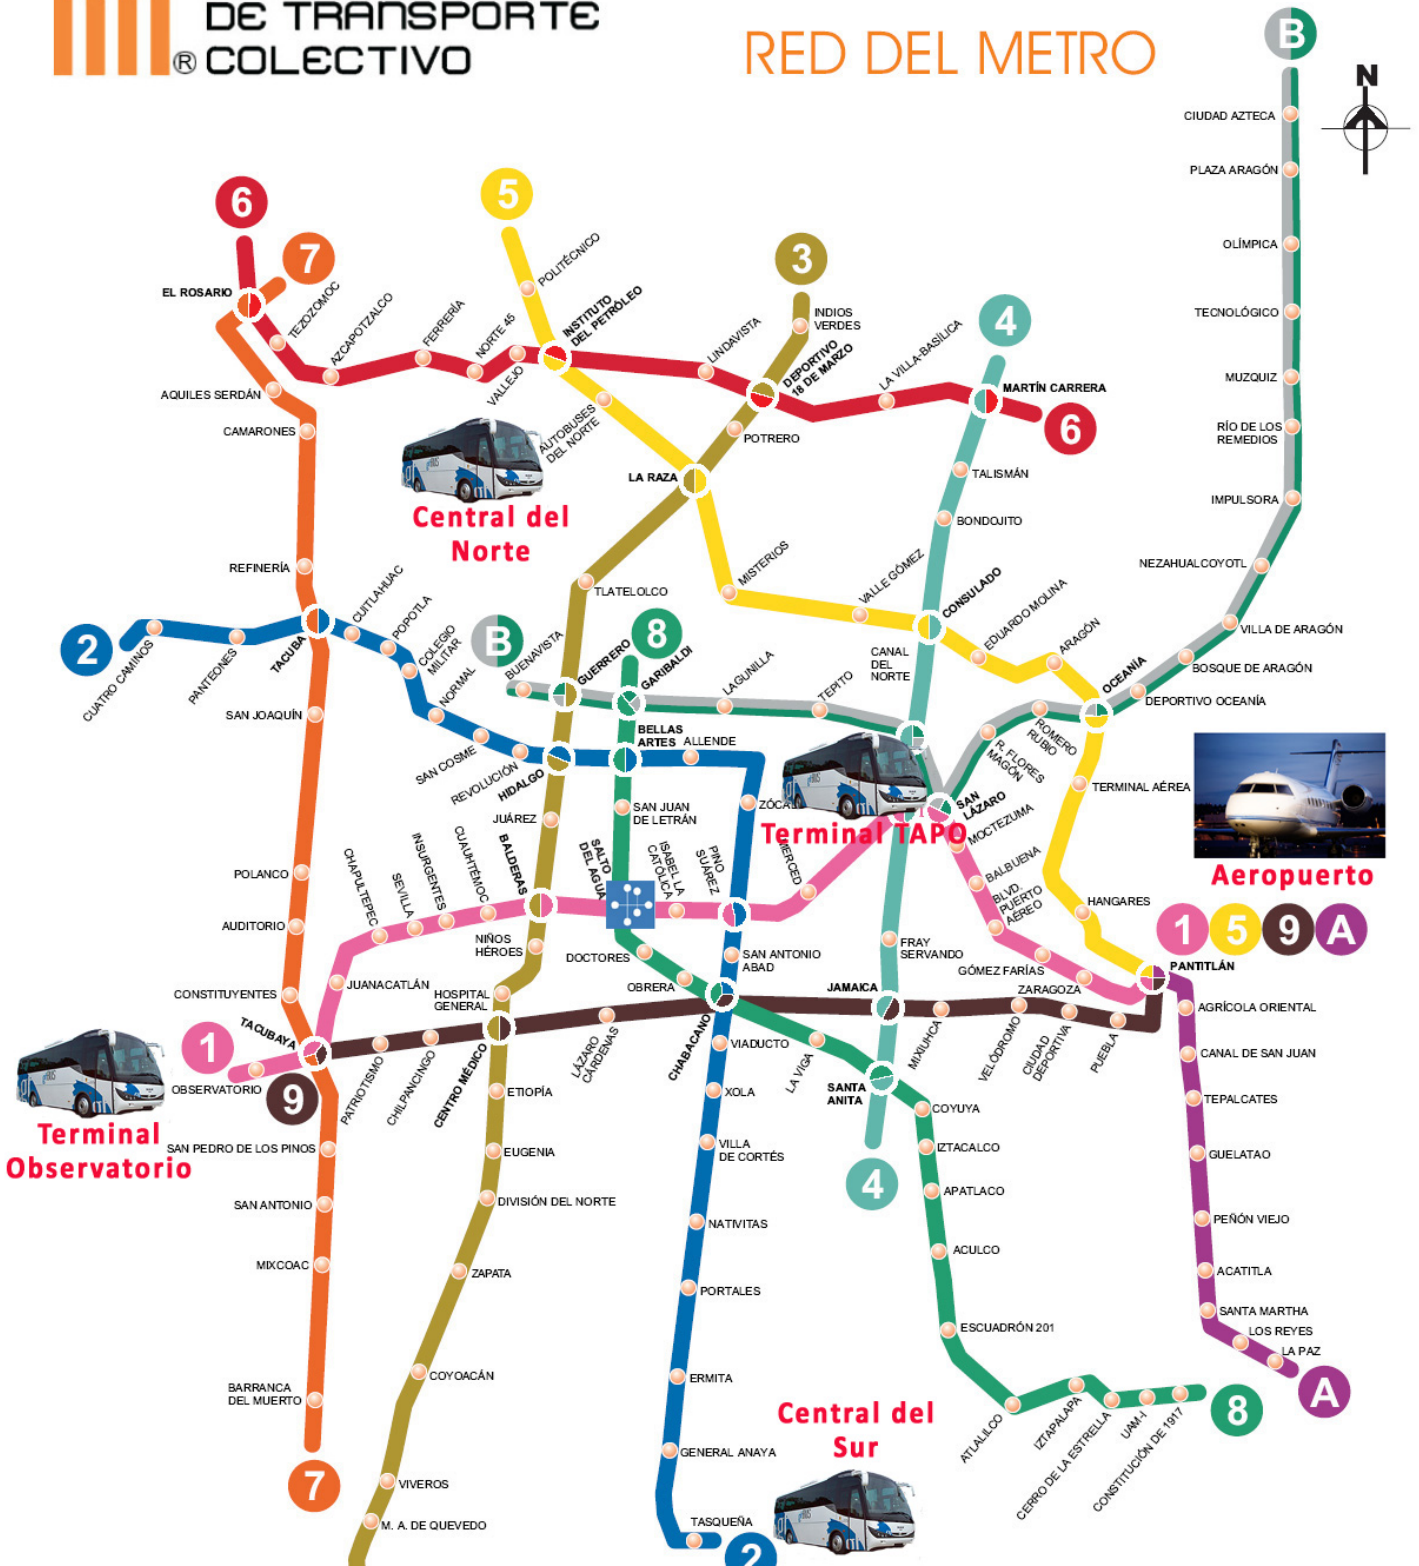 DE TRANSPORTE
® COLECTIVO
RED DEL METRO
B
N
CIUDAD AZTECA
PLAZA ARAGÓN
OLÍMPICA
TECNOLÓGICO
MUZQUIZ
RÍO DE LOS
REMEDIOS
IMPULSORA
NEZAHUALCOYOTL
VILLA DE ARAGÓN
BOSQUE DE ARAGÓN
DEPORTIVO OCEANÍA
OCEANÍA
6
7
5
3
4
EL ROSARIO
TEZOZOMOC
AZCAPOTZALCO
FERRERÍA
NORTE 45
VALLEJO
POLITÉCNICO
INSTITUTO
DEL PETRÓLEO
LINDAVISTA
INDIOS
VERDES
DEPORTIVO
18 DE MARZO
LA VILLA-BASÍLICA
MARTÍN CARRERA
6
AQUILES SERDÁN
CAMARONES
AUTOBUSES
DEL NORTE
POTRERO
LA RAZA
TALISMÁN
BONDOJITO
Central del
Norte
REFINERÍA
CUITLAHUAC
POPOTLA
COLEGIO
MILITAR
NORMAL
TLATELOLCO
MISTERIOS
VALLE GÓMEZ
CONSULADO
EDUARDO MOLINA
ARAGÓN
2
CUATRO CAMINOS
PANTEONES
TACUBA
B
BUENAVISTA
GUERRERO
8
GARIBALDI
LAGUNILLA
TEPITO
CANAL
DEL
NORTE
ROMERO
RUBIO
R. FLORES
MAGÓN
SAN JOAQUÍN
SAN COSME
REVOLUCIÓN
HIDALGO
BELLAS
ARTES
ALLENDE
ZÓCAL
TERMINAL AÉREA
JUÁREZ
SAN JUAN
DE LETRÁN
SAN
LÁZARO
MOCTEZUMA
Terminal TAPO
Aeropuerto
POLANCO
AUDITORIO
CHAPULTEPEC
SEVILLA
INSURGENTES
CUAUHTÉMOC
BALDERAS
SALTO
DEL AGUA
ISABEL LA
CATÓLICA
PINO
SUÁREZ
MERCED
BALBUENA
BLVD.
PUERTO
AÉREO
HANGARES
1
5
9
A
PANTITLÁN
NIÑOS
HÉROES
DOCTORES
SAN ANTONIO
ABAD
FRAY
SERVANDO
GÓMEZ FARÍAS
ZARAGOZA
CONSTITUYENTES
JUANACATLÁN
HOSPITAL
GENERAL
OBRERA
JAMAICA
AGRÍCOLA ORIENTAL
TACUBAYA
1
OBSERVATORIO
9
PATRIOTISMO
CHILPANCINGO
CENTRO MÉDICO
LÁZARO
CÁRDENAS
CHABACANO
VIADUCTO
LA VIGA
MIXIUHCA
VELÓDROMO
CIUDAD
DEPORTIVA
PUEBLA
CANAL DE SAN JUAN
SANTA
ANITA
ETIOPÍA
XOLA
COYUYA
TEPALCATES
Terminal
Observatorio
SAN PEDRO DE LOS PINOS
EUGENIA
VILLA
DE CORTÉS
IZTACALCO
GUELATAO
4
SAN ANTONIO
DIVISIÓN DEL NORTE
APATLACO
NATIVITAS
PEÑÓN VIEJO
MIXCOAC
ZAPATA
ACULCO
ACATITLA
PORTALES
SANTA MARTHA
ESCUADRÓN 201
LOS REYES
LA PAZ
COYOACÁN
ERMITA
BARRANCA
DEL MUERTO
A
8
Central del
Sur
ATLALILCO
IZTAPALAPA
CERRO DE LA ESTRELLA
UAM-I
CONSTITUCIÓN DE 1917
GENERAL ANAYA
7
VIVEROS
M. A. DE QUEVEDO
TASQUEÑA
2